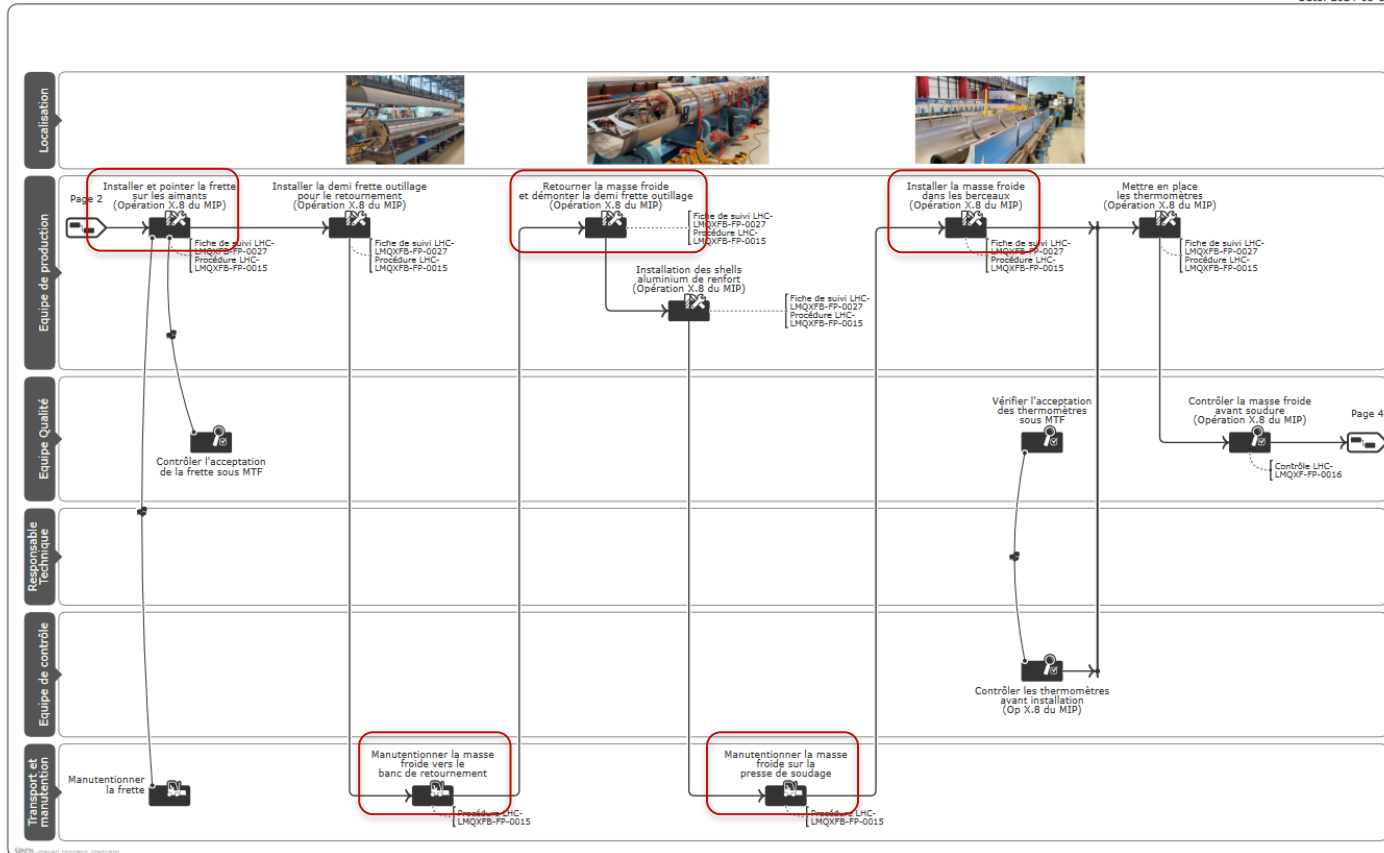 Localisation
Equipe de production
Page 2
Installer et pointer la frette
sur les aimants
(Opération X.8 du MIP)
Fiche de suivi LHC-
LMQXFB-FP-0027
Procédure LHC-
LMQXFB-FP-0015
Installer la demi frette outillage
pour le retournement
(Opération X.8 du MIP)
Fiche de suivi LHC-
LMQXFB-FP-0027
Procédure LHC-
LMQXFB-FP-0015
Retourner la masse froide
et démonter la demi frette outillage
(Opération X.8 du MIP)
Fiche de suivi LHC-
LMQXFB-FP-0027
Procédure LHC-
LMQXFB-FP-0015
Installation des shells
aluminium de renfort
(Opération X.8 du MIP)
Fiche de suivi LHC-
LMQXFB-FP-0027
Procédure LHC-
LMQXFB-FP-0015
Installer la masse froide
dans les berceaux
(Opération X.8 du MIP)
Fiche de suivi LHC-
LMQXFB-FP-0027
Procédure LHC-
LMQXFB-FP-0015
Mettre en place
les thermomètres
(Opération X.8 du MIP)
Fiche de suivi LHC-
LMQXFB-FP-0027
Procédure LHC-
LMQXFB-FP-0015
Equipe Qualité
Contrôler l'acceptation
de la frette sous MTF
Vérifier l'acceptation
des thermomètres
sous MTF
Contrôler la masse froide
avant soudure
(Opération X.8 du MIP)
Contrôle LHC-
LMQXF-FP-0016
Page 4
Responsable
Technique
Equipe de contrôle
Contrôler les thermomètres
avant installation
(Op X.8 du MIP)
Transport et
manutention
Manutentionner
la frette
Manutentionner la masse
froide vers le
banc de retournement
Procédure LHC-
LMQXFB-FP-0015
Manutentionner la masse
froide sur la
presse de soudage
Procédure LHC-
LMQXFB-FP-0015
-based process diagram